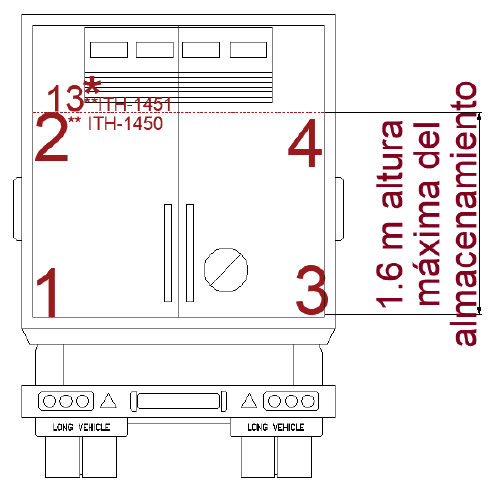 13*
**ITH-1451
2** ITH-1450
4
1
3
1.6 m altura
máxima del
almacenamiento
LONG VEHICLE
LONG VEHICLE